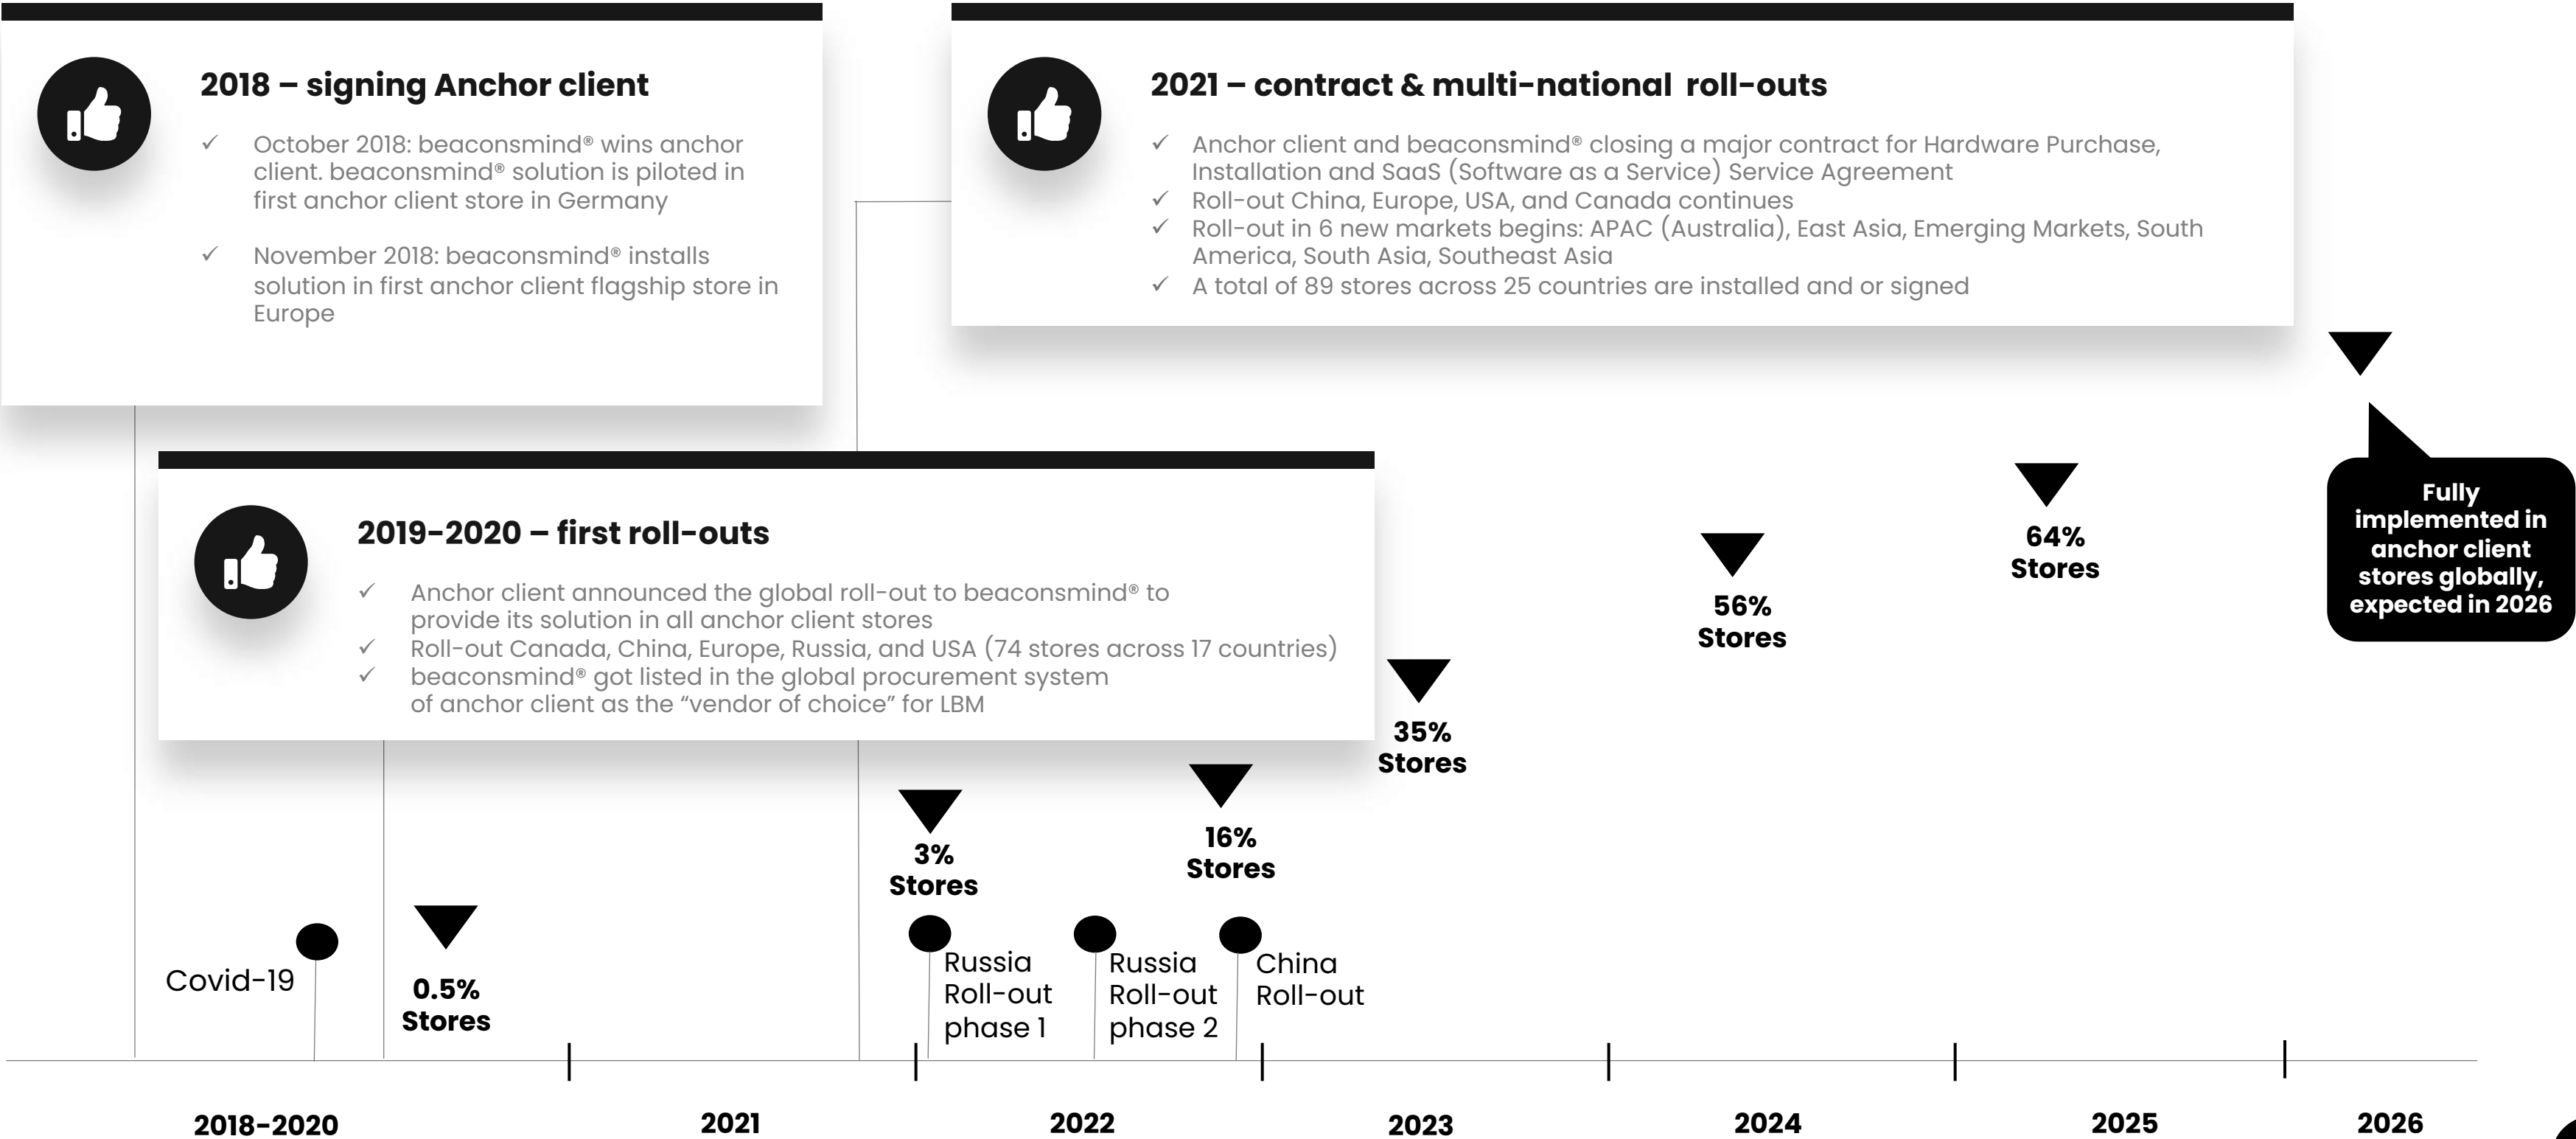 2018 – signing Anchor client
October 2018: beaconsmind® wins anchor
client. beaconsmind® solution is piloted in
first anchor client store in Germany
November 2018: beaconsmind® installs
solution in first anchor client flagship store in
Europe
2021 – contract & multi-national roll-outs
Anchor client and beaconsmind® closing a major contract for Hardware Purchase,
Installation and SaaS (Software as a Service) Service Agreement
Roll-out China, Europe, USA, and Canada continues
Roll-out in 6 new markets begins: APAC (Australia), East Asia, Emerging Markets, South
America, South Asia, Southeast Asia
A total of 89 stores across 25 countries are installed and or signed
2019-2020 – first roll-outs
Anchor client announced the global roll-out to beaconsmind® to
provide its solution in all anchor client stores
Roll-out Canada, China, Europe, Russia, and USA (74 stores across 17 countries)
beaconsmind® got listed in the global procurement system
of anchor client as the “vendor of choice” for LBM
Covid-19
0.5%
Stores
3%
Stores
Russia
Roll-out
phase 1
Russia
Roll-out
phase 2
16%
Stores
China
Roll-out
35%
Stores
56%
Stores
64%
Stores
Fully
implemented in
anchor client
stores globally,
expected in 2026
2018-2020
2021
2022
2023
2024
2025
2026